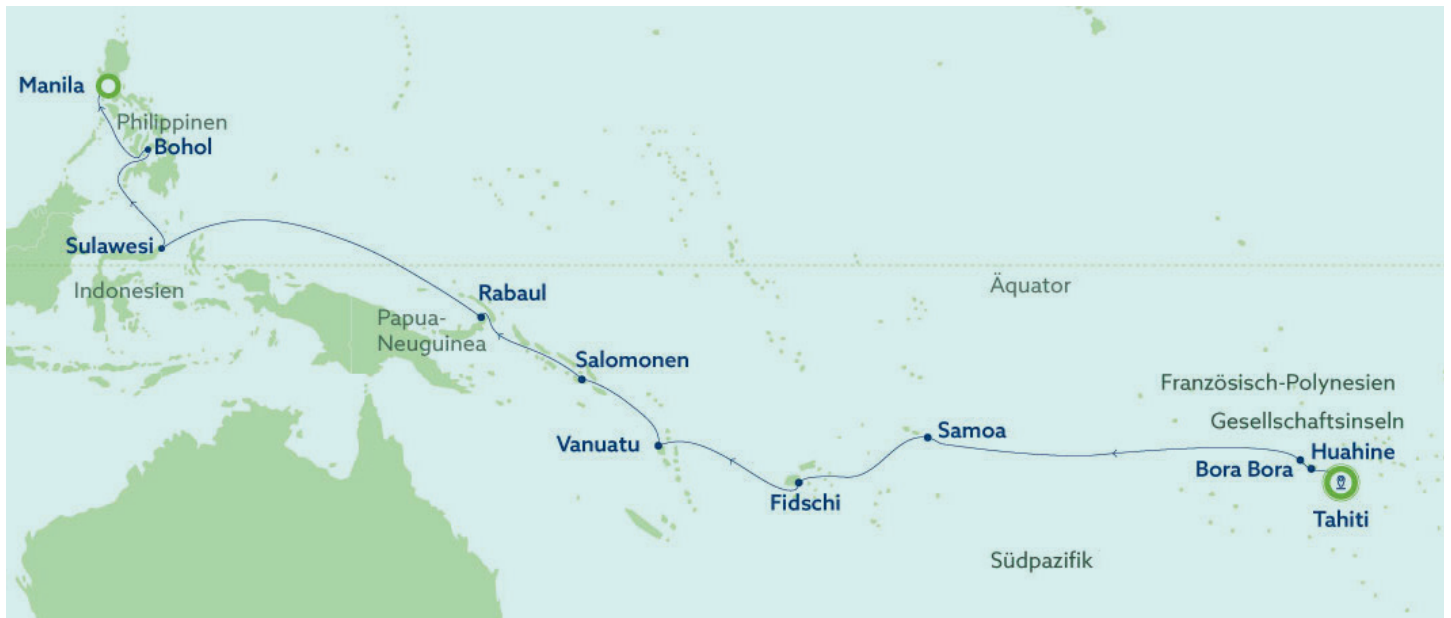 Manila
Philippinen
Bohol
Sulawesi
Indonesien
Äquator
Rabaul
Papua-
Neuguinea
Salomonen
Französisch-Polynesien
Gesellschaftsinseln
Vanuatu
Samoa
Huahine
Bora Bora
Fidschi
Tahiti
Südpazifik